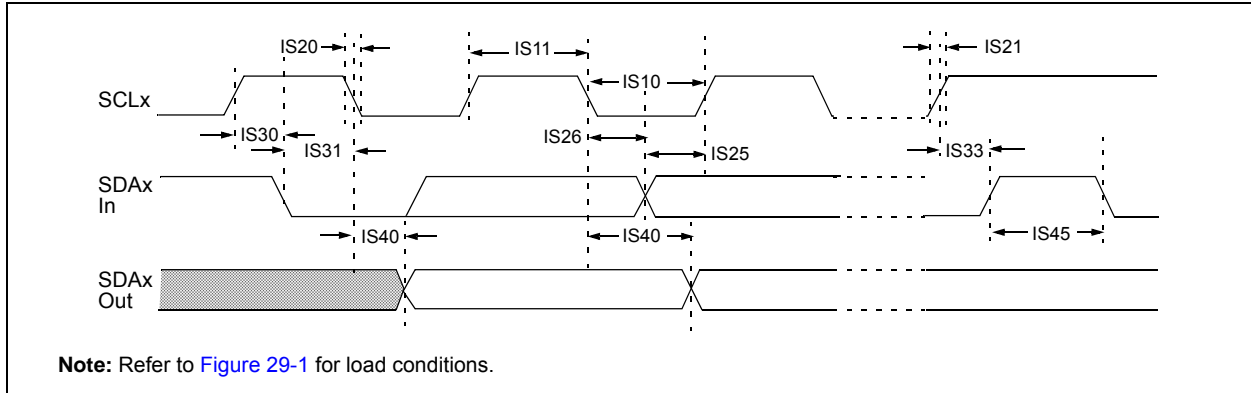 IS20
IS11
IS21
IS10
SCLx
IS30
IS26
IS31
IS25
IS33
SDAx
In
IS40
IS40
IS45
SDAx
Out
Note: Refer to Figure 29-1 for load conditions.